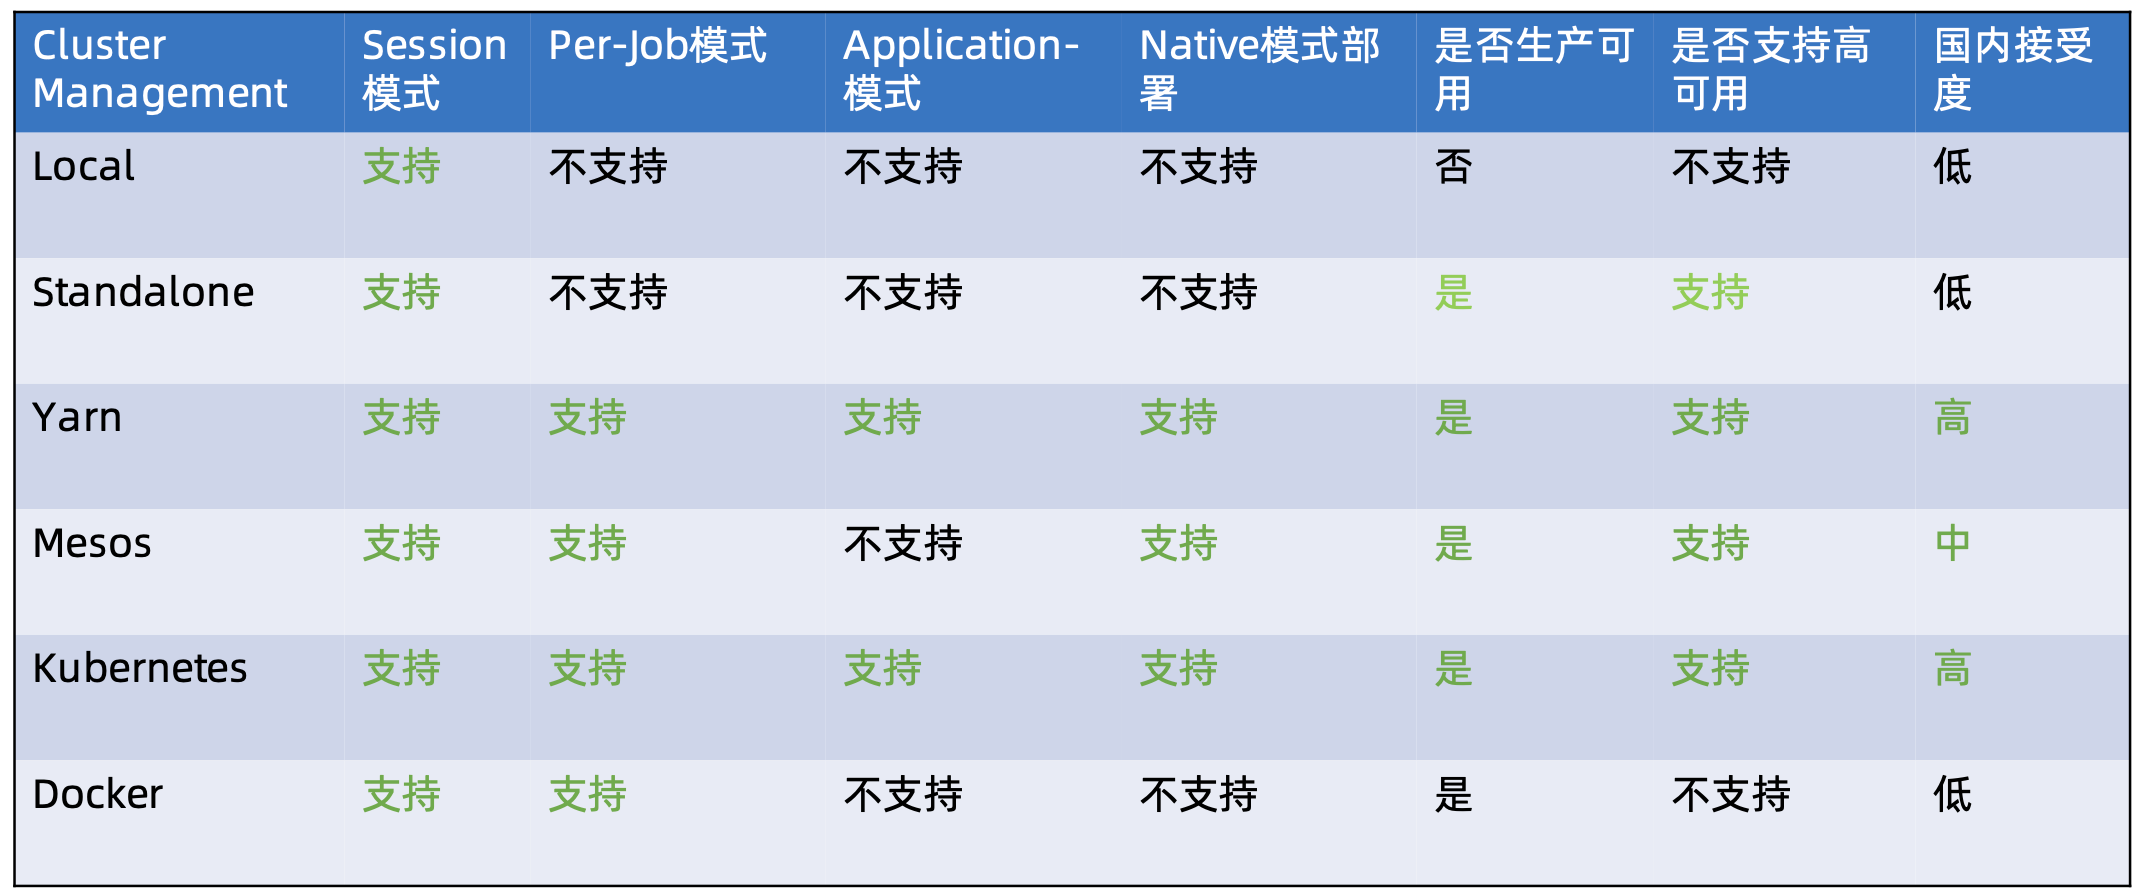 Cluster Management Session模式 Per-Job模式 Application-模式 Native模式部署 是否生产可用 是否支持高可用 国内接受度
Local 支持 不支持 不支持 不支持 否 不支持 低
Standalone 支持 不支持 不支持 不支持 是 支持 低
Yarn 支持 支持 支持 支持 是 支持 高
Mesos 支持 支持 不支持 支持 是 支持 中
Kubernetes 支持 支持 支持 支持 是 支持 高
Docker 支持 支持 不支持 不支持 是 不支持 低